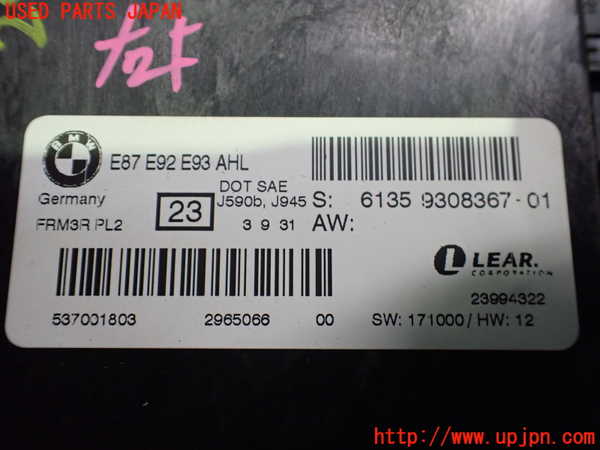 USED PARTS JAPAN
BMW
E87 E92 E93 AHL
Germany
23
DOT SAE
J590b, J945
S: 6135 9308367-01
FRM3R PL2
3 9 31
AW:
LEAR.
CORPORATION
23994322
537001803
2965066
00
SW: 171000/HW: 12
http://www.upjpn.com/